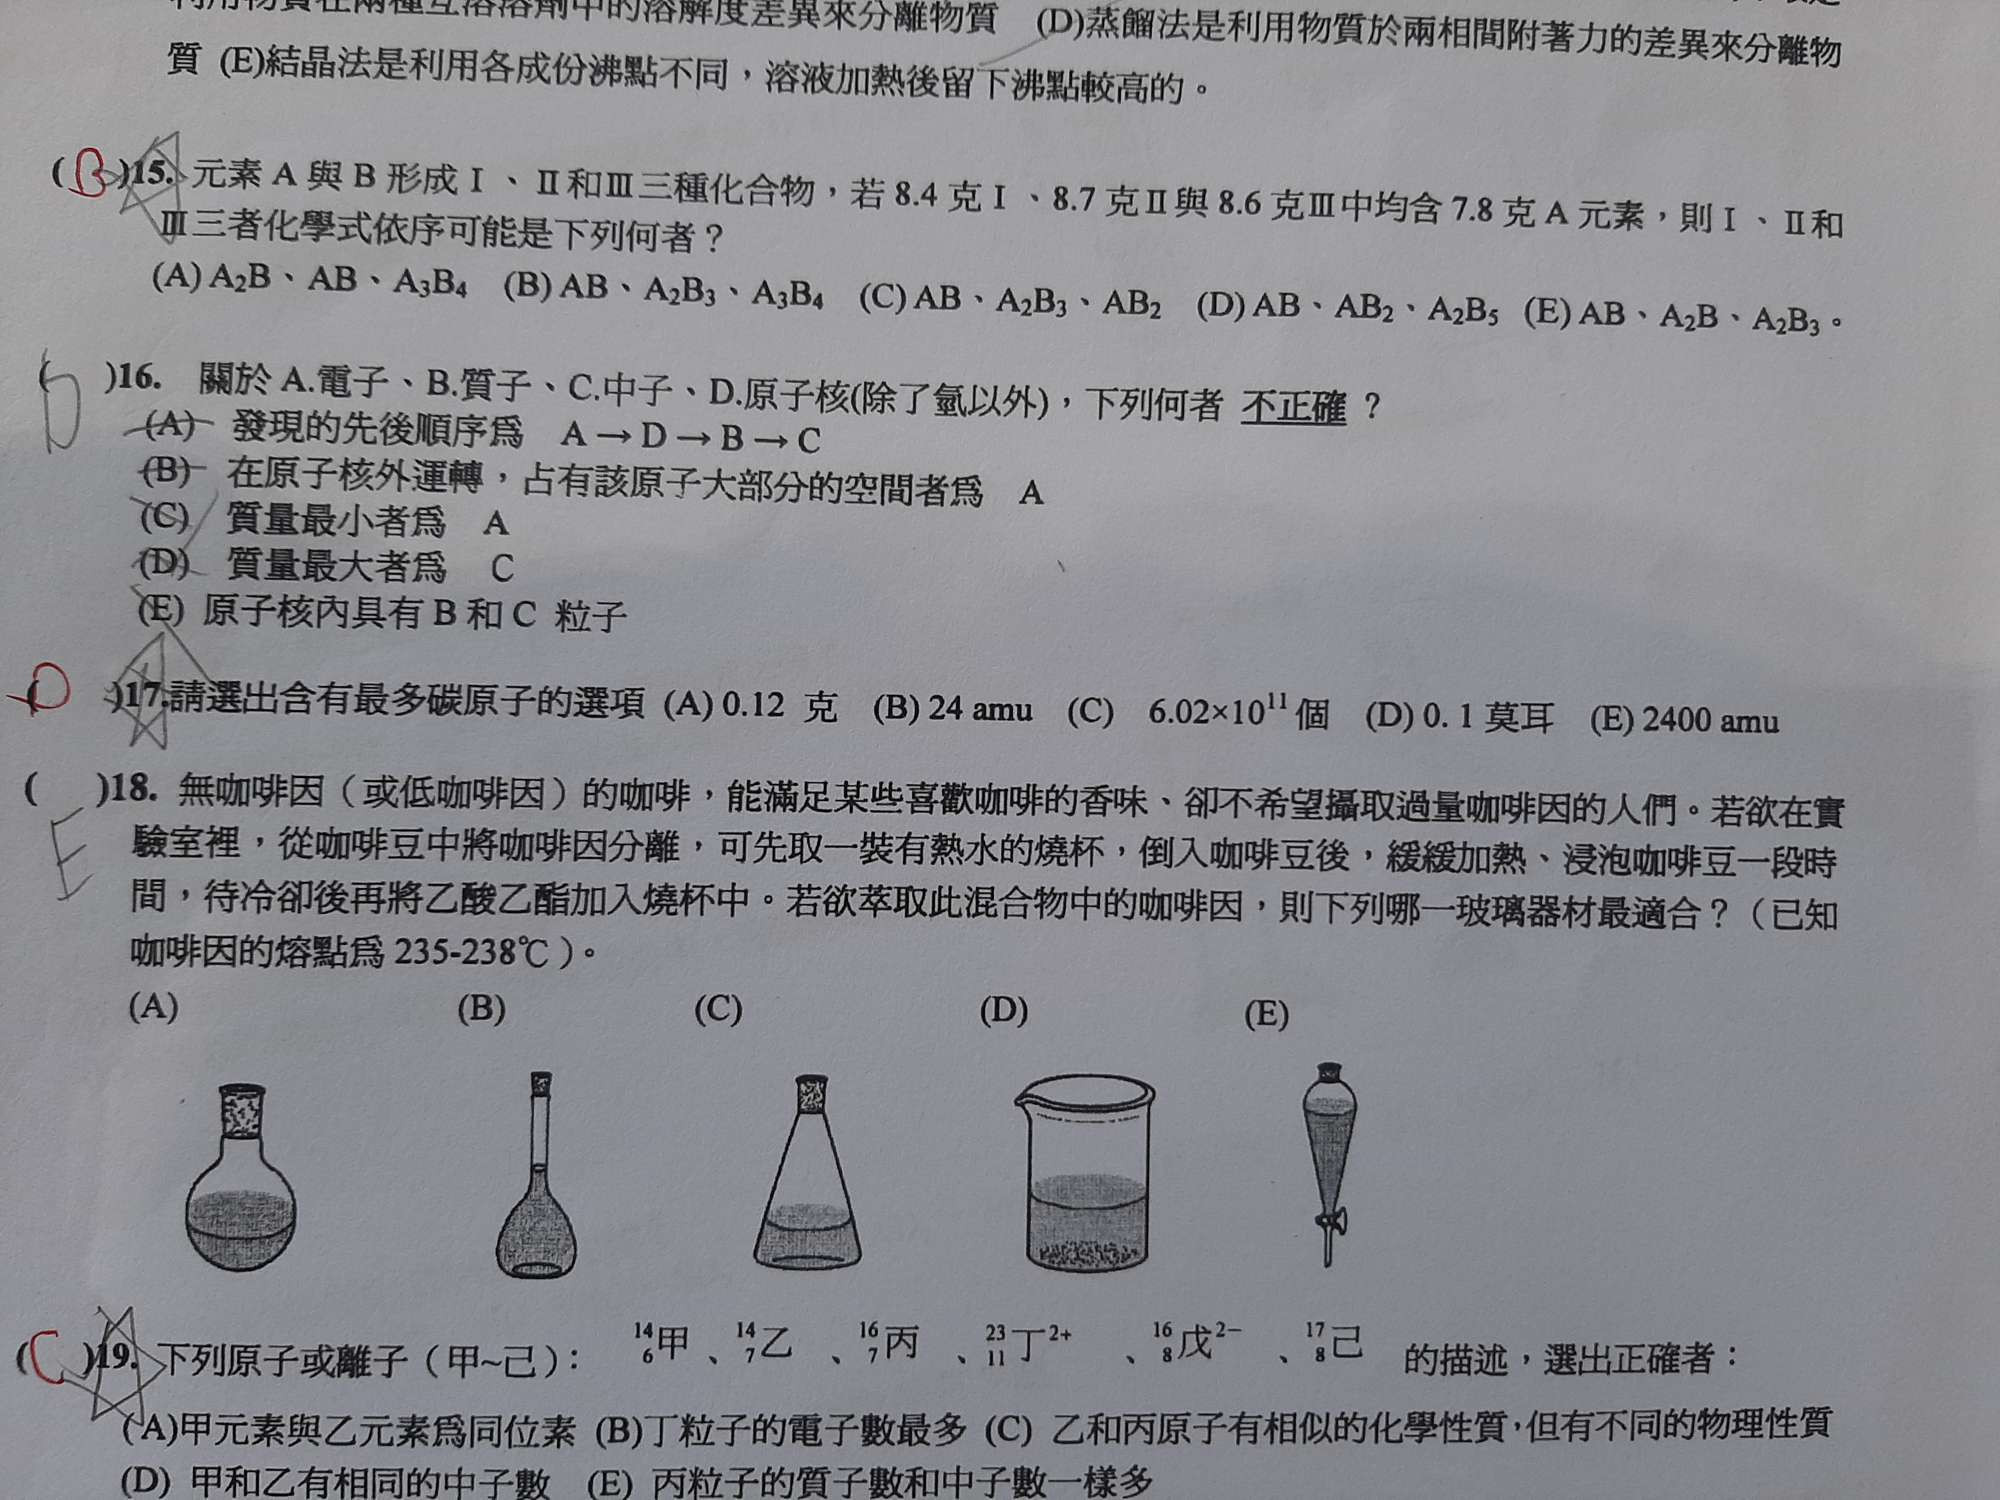 利用物質在兩種互溶溶劑中的溶解度差異來分離物質 (D)蒸餾法是利用物質於兩相間附著力的差異來分離物
質 (E)結晶法是利用各成份沸點不同，溶液加熱後留下沸點較高的。
(B)15. 元素 A 與 B 形成Ⅰ、Ⅱ和Ⅲ三種化合物，若 8.4 克Ⅰ、8.7 克Ⅱ與 8.6 克Ⅲ中均含 7.8 克 A 元素，則Ⅰ、Ⅱ和
Ⅲ三者化學式依序可能是下列何者？
(A) A₂B、AB、A₃B₄ (B) AB、A₂B₃、A₃B₄ (C) AB、A₂B₃、AB₂ (D) AB、AB₂、A₂B₅ (E) AB、A₂B、A₂B₃。
(D)16. 關於 A.電子、B.質子、C.中子、D.原子核(除了氫以外)，下列何者 不正確 ？
(A) 發現的先後順序為 A→D→B→C
(B) 在原子核外運轉，占有該原子大部分的空間者為 A
(C) 質量最小者為 A
(D) 質量最大者為 C
(E) 原子核內具有 B 和 C 粒子
(D)17.請選出含有最多碳原子的選項 (A) 0.12 克 (B) 24 amu (C) 6.02×10¹¹ 個 (D) 0. 1 莫耳 (E) 2400 amu
( )18. 無咖啡因（或低咖啡因）的咖啡，能滿足某些喜歡咖啡的香味、卻不希望攝取過量咖啡因的人們。若欲在實
E
驗室裡，從咖啡豆中將咖啡因分離，可先取一裝有熱水的燒杯，倒入咖啡豆後，緩緩加熱、浸泡咖啡豆一段時
間，待冷卻後再將乙酸乙酯加入燒杯中。若欲萃取此混合物中的咖啡因，則下列哪一玻璃器材最適合？（已知
咖啡因的熔點為 235-238℃）。
(A) (B) (C) (D) (E)
(C)19. 下列原子或離子（甲~己）： ¹⁴₆甲、¹⁴₇乙、¹⁶₇丙、²³₁₁丁²⁺、¹⁶₈戊²⁻、¹⁷₈己 的描述，選出正確者：
(A)甲元素與乙元素為同位素 (B)丁粒子的電子數最多 (C) 乙和丙原子有相似的化學性質，但有不同的物理性質
(D) 甲和乙有相同的中子數 (E) 丙粒子的質子數和中子數一樣多